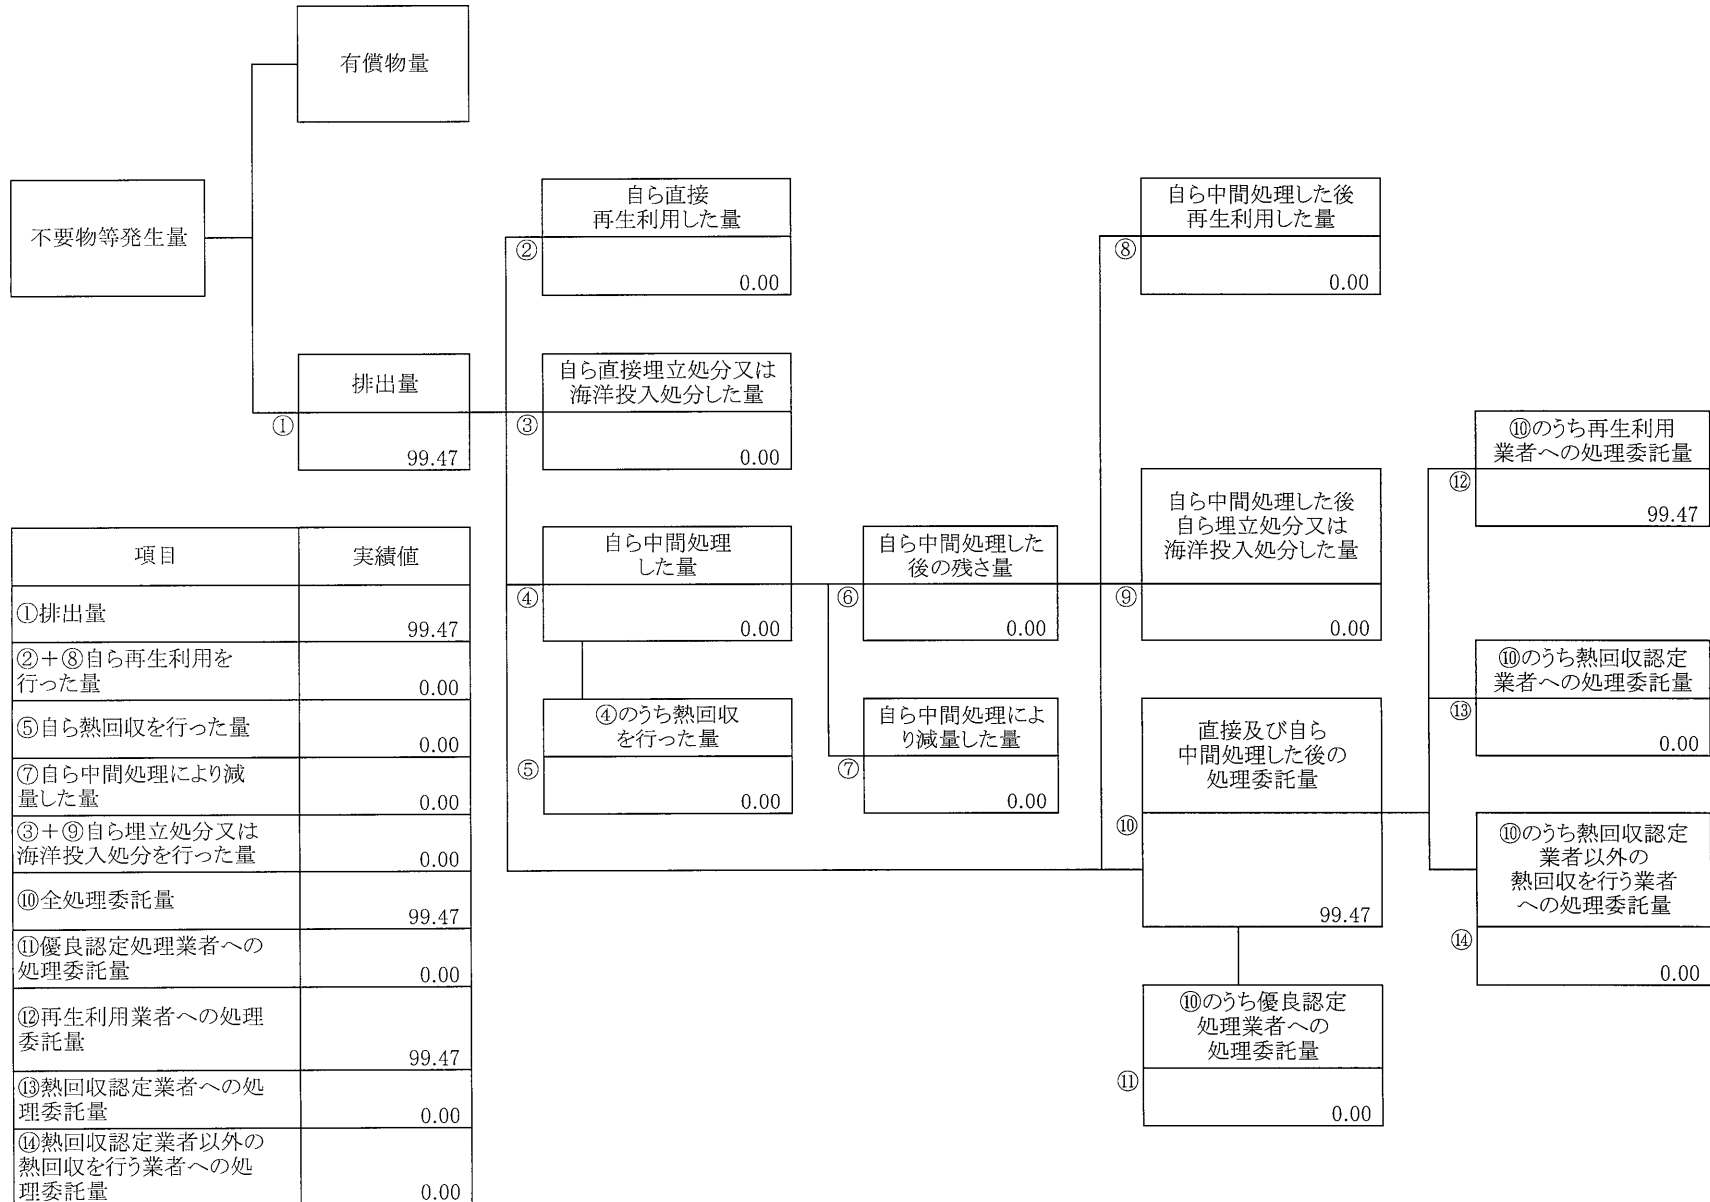 有償物量
不要物等発生量
排出量
①
99.47
自ら直接
再生利用した量
②
0.00
自ら直接埋立処分又は
海洋投入処分した量
③
0.00
自ら中間処理
した量
④
0.00
④のうち熱回収
を行った量
⑤
0.00
自ら中間処理した
後の残さ量
⑥
0.00
自ら中間処理によ
り減量した量
⑦
0.00
自ら中間処理した後
再生利用した量
⑧
0.00
自ら中間処理した後
自ら埋立処分又は
海洋投入処分した量
⑨
0.00
直接及び自ら
中間処理した後の
処理委託量
⑩
99.47
⑩のうち優良認定
処理業者への
処理委託量
⑪
0.00
⑩のうち再生利用
業者への処理委託量
⑫
99.47
⑩のうち熱回収認定
業者への処理委託量
⑬
0.00
⑩のうち熱回収認定
業者以外の
熱回収を行う業者
への処理委託量
⑭
0.00
項目 実績値
①排出量
99.47
②+⑧自ら再生利用を
行った量
0.00
⑤自ら熱回収を行った量
0.00
⑦自ら中間処理により減
量した量
0.00
③+⑨自ら埋立処分又は
海洋投入処分を行った量
0.00
⑩全処理委託量
99.47
⑪優良認定処理業者への
処理委託量
0.00
⑫再生利用業者への処理
委託量
99.47
⑬熱回収認定業者への処
理委託量
0.00
⑭熱回収認定業者以外の
熱回収を行う業者への処
理委託量
0.00